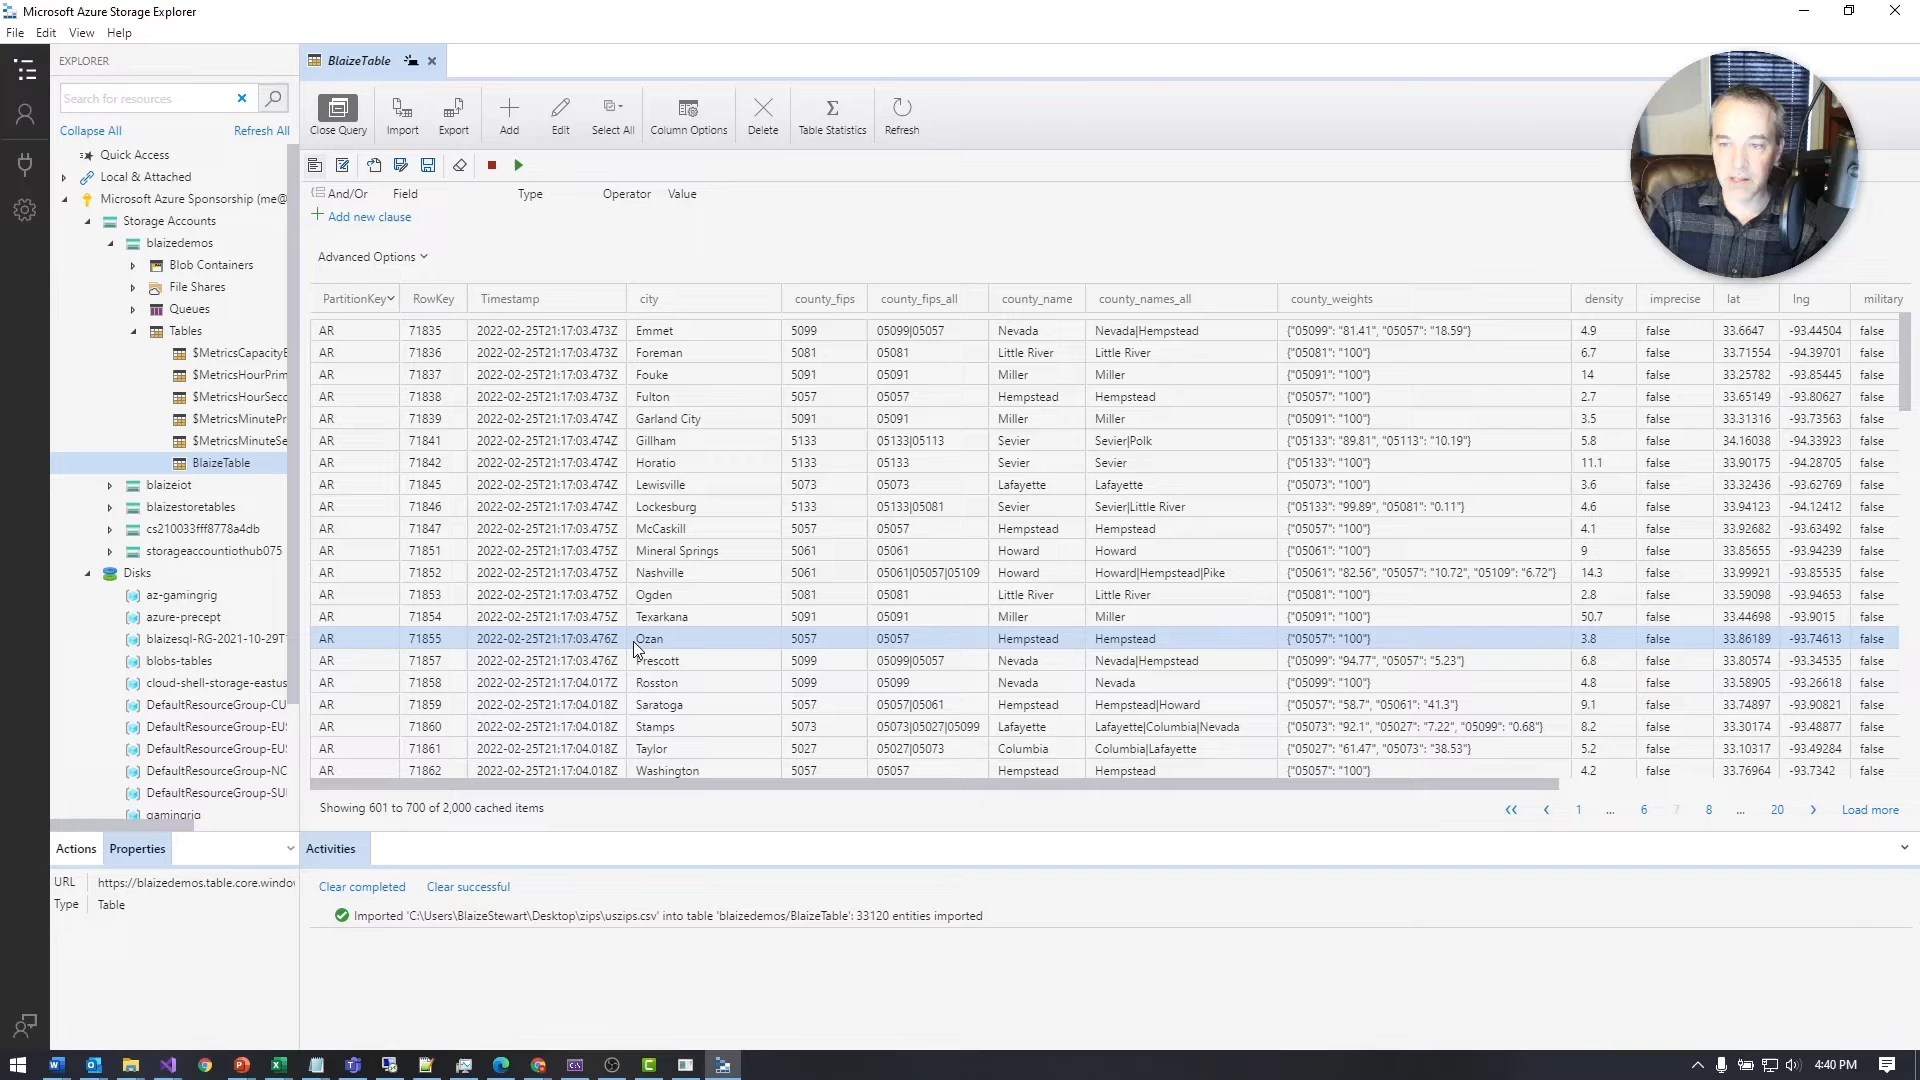 Microsoft Azure Storage Explorer
File Edit View Help
EXPLORER
BlaizeTable
Search for resources
Collapse All Refresh All
Close Query Import Export Add Edit Select All Column Options Delete Table Statistics Refresh
Quick Access
Local & Attached
Microsoft Azure Sponsorship (me@
Storage Accounts
blaizedemos
Blob Containers
File Shares
Queues
Tables
$MetricsCapacityB
$MetricsHourPrim
$MetricsHourSeco
$MetricsMinutePr
$MetricsMinuteSe
BlaizeTable
blaizeiot
blaizestoretables
cs210033fff8778a4db
storageaccountiothub075
Disks
az-gamingrig
azure-precept
blaizesql-RG-2021-10-29T
blobs-tables
cloud-shell-storage-eastus
DefaultResourceGroup-CU
DefaultResourceGroup-EUS
DefaultResourceGroup-EUS
DefaultResourceGroup-NC
DefaultResourceGroup-SU
gamingrig
And/Or Field Type Operator Value
Add new clause
Advanced Options
PartitionKey RowKey Timestamp city county_fips county_fips_all county_name county_names_all county_weights density imprecise lat lng military
AR 71835 2022-02-25T21:17:03.473Z Emmet 5099 05099|05057 Nevada Nevada|Hempstead {"05099": "81.41", "05057": "18.59"} 4.9 false 33.6647 -93.44504 false
AR 71836 2022-02-25T21:17:03.473Z Foreman 5081 05081 Little River Little River {"05081": "100"} 6.7 false 33.71554 -94.39701 false
AR 71837 2022-02-25T21:17:03.473Z Fouke 5091 05091 Miller Miller {"05091": "100"} 14 false 33.25782 -93.85445 false
AR 71838 2022-02-25T21:17:03.473Z Fulton 5057 05057 Hempstead Hempstead {"05057": "100"} 2.7 false 33.65149 -93.80627 false
AR 71839 2022-02-25T21:17:03.474Z Garland City 5091 05091 Miller Miller {"05091": "100"} 3.5 false 33.31316 -93.73563 false
AR 71841 2022-02-25T21:17:03.474Z Gillham 5133 05133|05113 Sevier Sevier|Polk {"05133": "89.81", "05113": "10.19"} 5.8 false 34.16038 -94.33923 false
AR 71842 2022-02-25T21:17:03.474Z Horatio 5133 05133 Sevier Sevier {"05133": "100"} 11.1 false 33.90175 -94.28705 false
AR 71845 2022-02-25T21:17:03.474Z Lewisville 5073 05073 Lafayette Lafayette {"05073": "100"} 3.6 false 33.32436 -93.62769 false
AR 71846 2022-02-25T21:17:03.474Z Lockesburg 5133 05133|05081 Sevier Sevier|Little River {"05133": "99.89", "05081": "0.11"} 4.6 false 33.94123 -94.12412 false
AR 71847 2022-02-25T21:17:03.475Z McCaskill 5057 05057 Hempstead Hempstead {"05057": "100"} 4.1 false 33.92682 -93.63492 false
AR 71851 2022-02-25T21:17:03.475Z Mineral Springs 5061 05061 Howard Howard {"05061": "100"} 9 false 33.85655 -93.94239 false
AR 71852 2022-02-25T21:17:03.475Z Nashville 5061 05061|05057|05109 Howard Howard|Hempstead|Pike {"05061": "82.56", "05057": "10.72", "05109": "6.72"} 14.3 false 33.99921 -93.85535 false
AR 71853 2022-02-25T21:17:03.475Z Ogden 5081 05081 Little River Little River {"05081": "100"} 2.8 false 33.59098 -93.94653 false
AR 71854 2022-02-25T21:17:03.475Z Texarkana 5091 05091 Miller Miller {"05091": "100"} 50.7 false 33.44698 -93.9015 false
AR 71855 2022-02-25T21:17:03.476Z Ozan 5057 05057 Hempstead Hempstead {"05057": "100"} 3.8 false 33.86189 -93.74613 false
AR 71857 2022-02-25T21:17:03.476Z Prescott 5099 05099|05057 Nevada Nevada|Hempstead {"05099": "94.77", "05057": "5.23"} 6.8 false 33.80574 -93.34535 false
AR 71858 2022-02-25T21:17:04.017Z Rosston 5099 05099 Nevada Nevada {"05099": "100"} 4.8 false 33.58905 -93.26618 false
AR 71859 2022-02-25T21:17:04.018Z Saratoga 5057 05057|05061 Hempstead Hempstead|Howard {"05057": "58.7", "05061": "41.3"} 9.1 false 33.74897 -93.90821 false
AR 71860 2022-02-25T21:17:04.018Z Stamps 5073 05073|05027|05099 Lafayette Lafayette|Columbia|Nevada {"05073": "92.1", "05027": "7.22", "05099": "0.68"} 8.2 false 33.30174 -93.48877 false
AR 71861 2022-02-25T21:17:04.018Z Taylor 5027 05027|05073 Columbia Columbia|Lafayette {"05027": "61.47", "05073": "38.53"} 5.2 false 33.10317 -93.49284 false
AR 71862 2022-02-25T21:17:04.018Z Washington 5057 05057 Hempstead Hempstead {"05057": "100"} 4.2 false 33.76964 -93.7342 false
Showing 601 to 700 of 2,000 cached items
1 ... 6 7 8 ... 20 Load more
Actions Properties
URL https://blaizedemos.table.core.windov
Type Table
Activities
Clear completed Clear successful
Imported 'C:\Users\BlaizeStewart\Desktop\zips\uszips.csv' into table 'blaizedemos/BlaizeTable': 33120 entities imported
4:40 PM